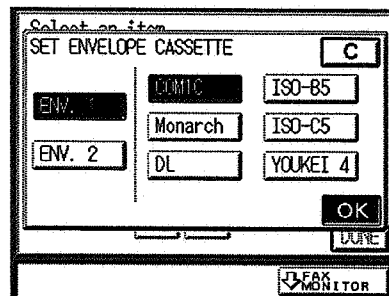 Select an item
SET ENVELOPE CASSETTE
C
ENV. 1
COM10
ISO-B5
Monarch
ISO-C5
ENV. 2
DL
YOUKEI 4
OK
DONE
FAX
MONITOR